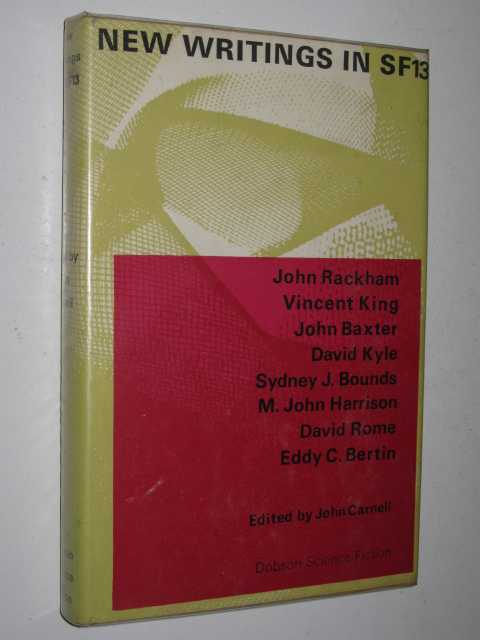 NEW WRITINGS IN SF13
John Rackham
Vincent King
John Baxter
David Kyle
Sydney J. Bounds
M. John Harrison
David Rome
Eddy C. Bertin
Edited by John Carnell
Dobson Science Fiction